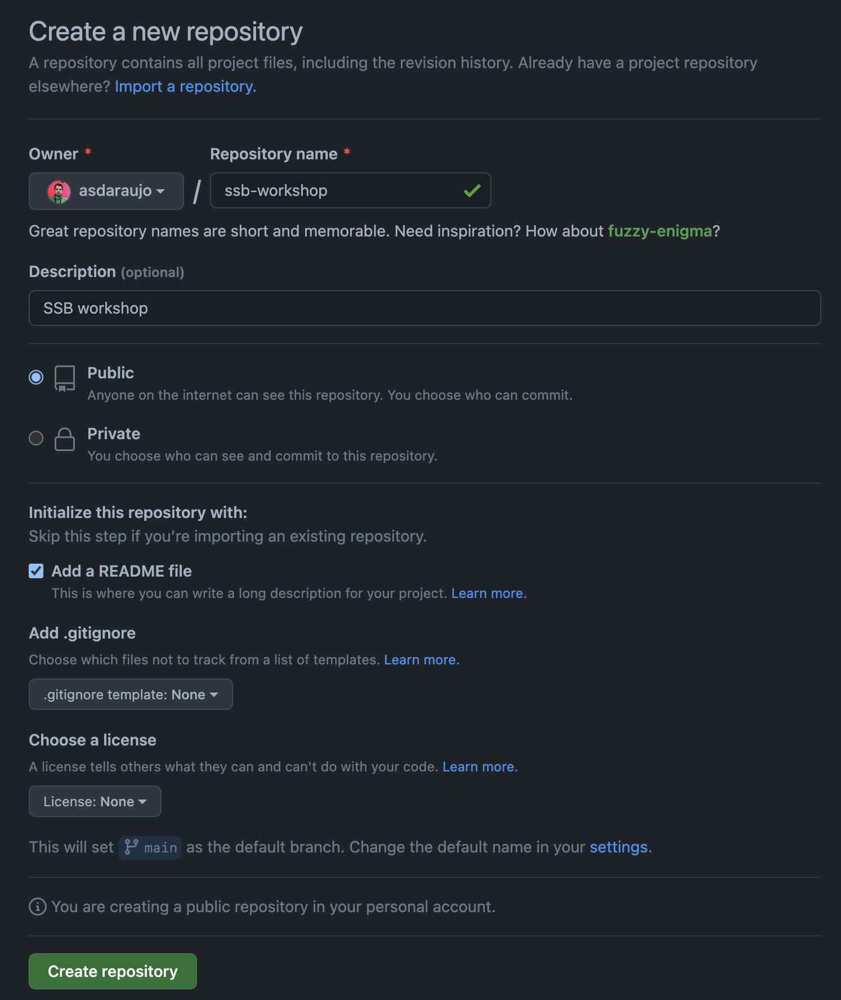 Create a new repository
A repository contains all project files, including the revision history. Already have a project repository
elsewhere? Import a repository.
Owner *
Repository name *
asdaraujo
/
ssb-workshop
Great repository names are short and memorable. Need inspiration? How about fuzzy-enigma?
Description (optional)
SSB workshop
Public
Anyone on the internet can see this repository. You choose who can commit.
Private
You choose who can see and commit to this repository.
Initialize this repository with:
Skip this step if you’re importing an existing repository.
Add a README file
This is where you can write a long description for your project. Learn more.
Add .gitignore
Choose which files not to track from a list of templates. Learn more.
.gitignore template: None
Choose a license
A license tells others what they can and can't do with your code. Learn more.
License: None
This will set main as the default branch. Change the default name in your settings.
You are creating a public repository in your personal account.
Create repository